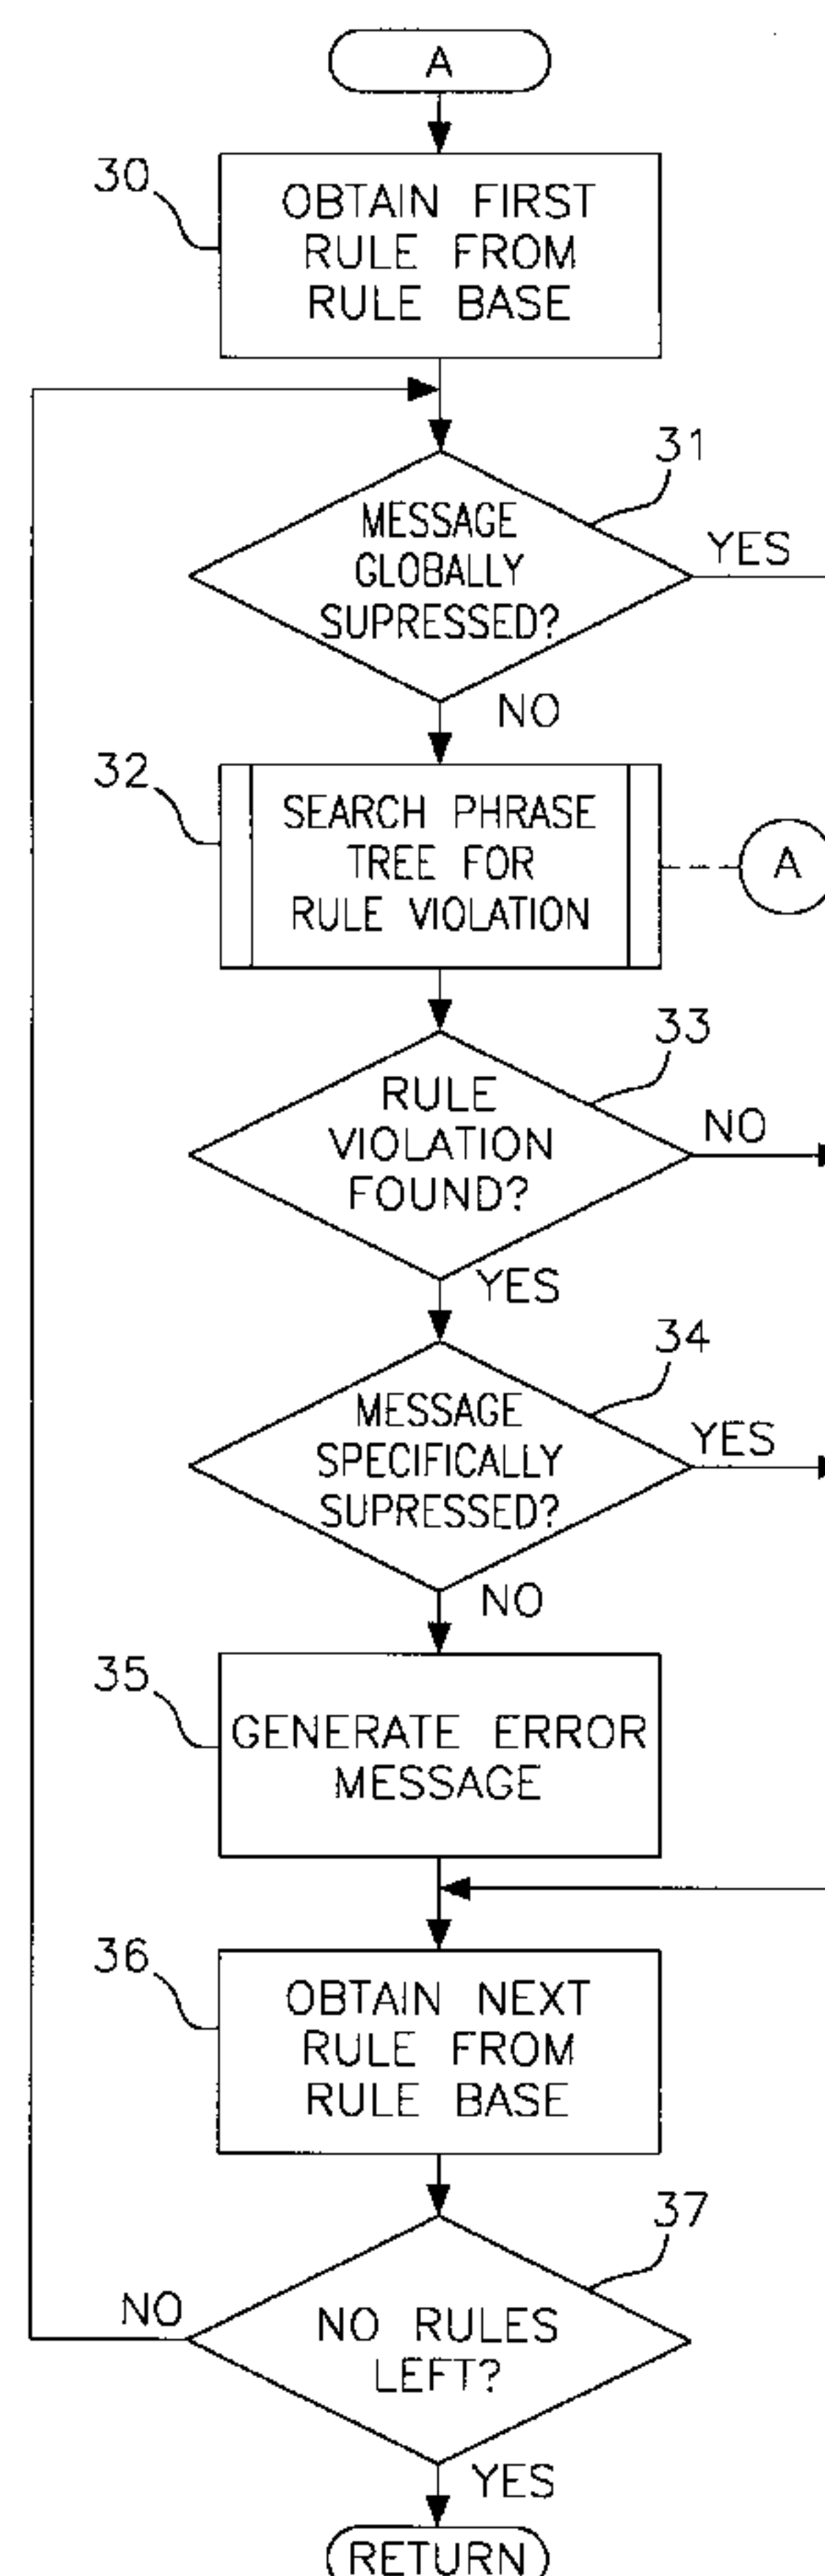 A
30
OBTAIN FIRST
RULE FROM
RULE BASE
31
MESSAGE
GLOBALLY
SUPRESSED?
YES
NO
32
SEARCH PHRASE
TREE FOR
RULE VIOLATION
A
33
RULE
VIOLATION
FOUND?
NO
YES
34
MESSAGE
SPECIFICALLY
SUPRESSED?
YES
NO
35
GENERATE ERROR
MESSAGE
36
OBTAIN NEXT
RULE FROM
RULE BASE
37
NO RULES
LEFT?
NO
YES
RETURN